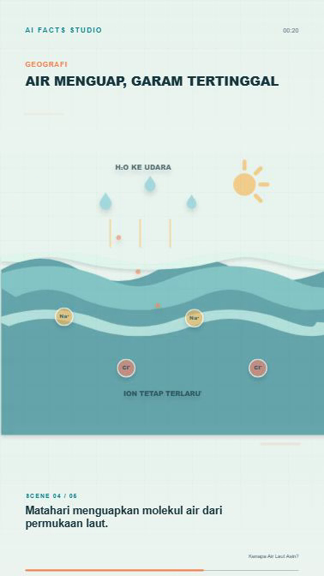 AI FACTS STUDIO
00:20
GEOGRAFI
AIR MENGUAP, GARAM TERTINGGAL
H₂O KE UDARA
Na⁺
Na⁺
Cl⁻
Cl⁻
ION TETAP TERLARUT
SCENE 04 / 06
Matahari menguapkan molekul air dari
permukaan laut.
Kenapa Air Laut Asin?